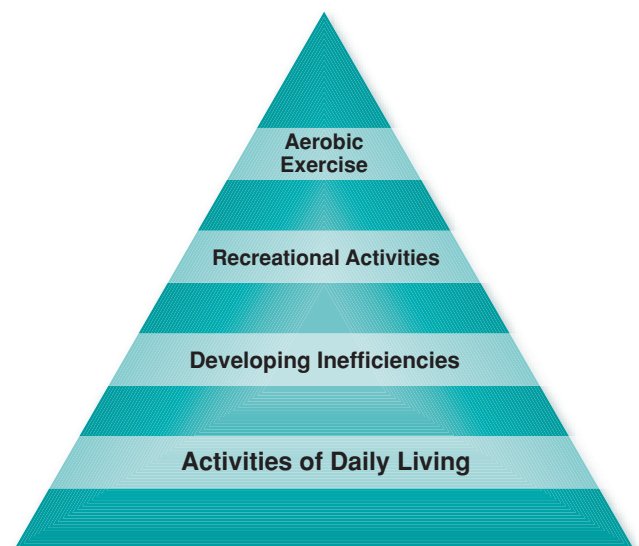 Aerobic
Exercise
Recreational Activities
Developing Inefficiencies
Activities of Daily Living